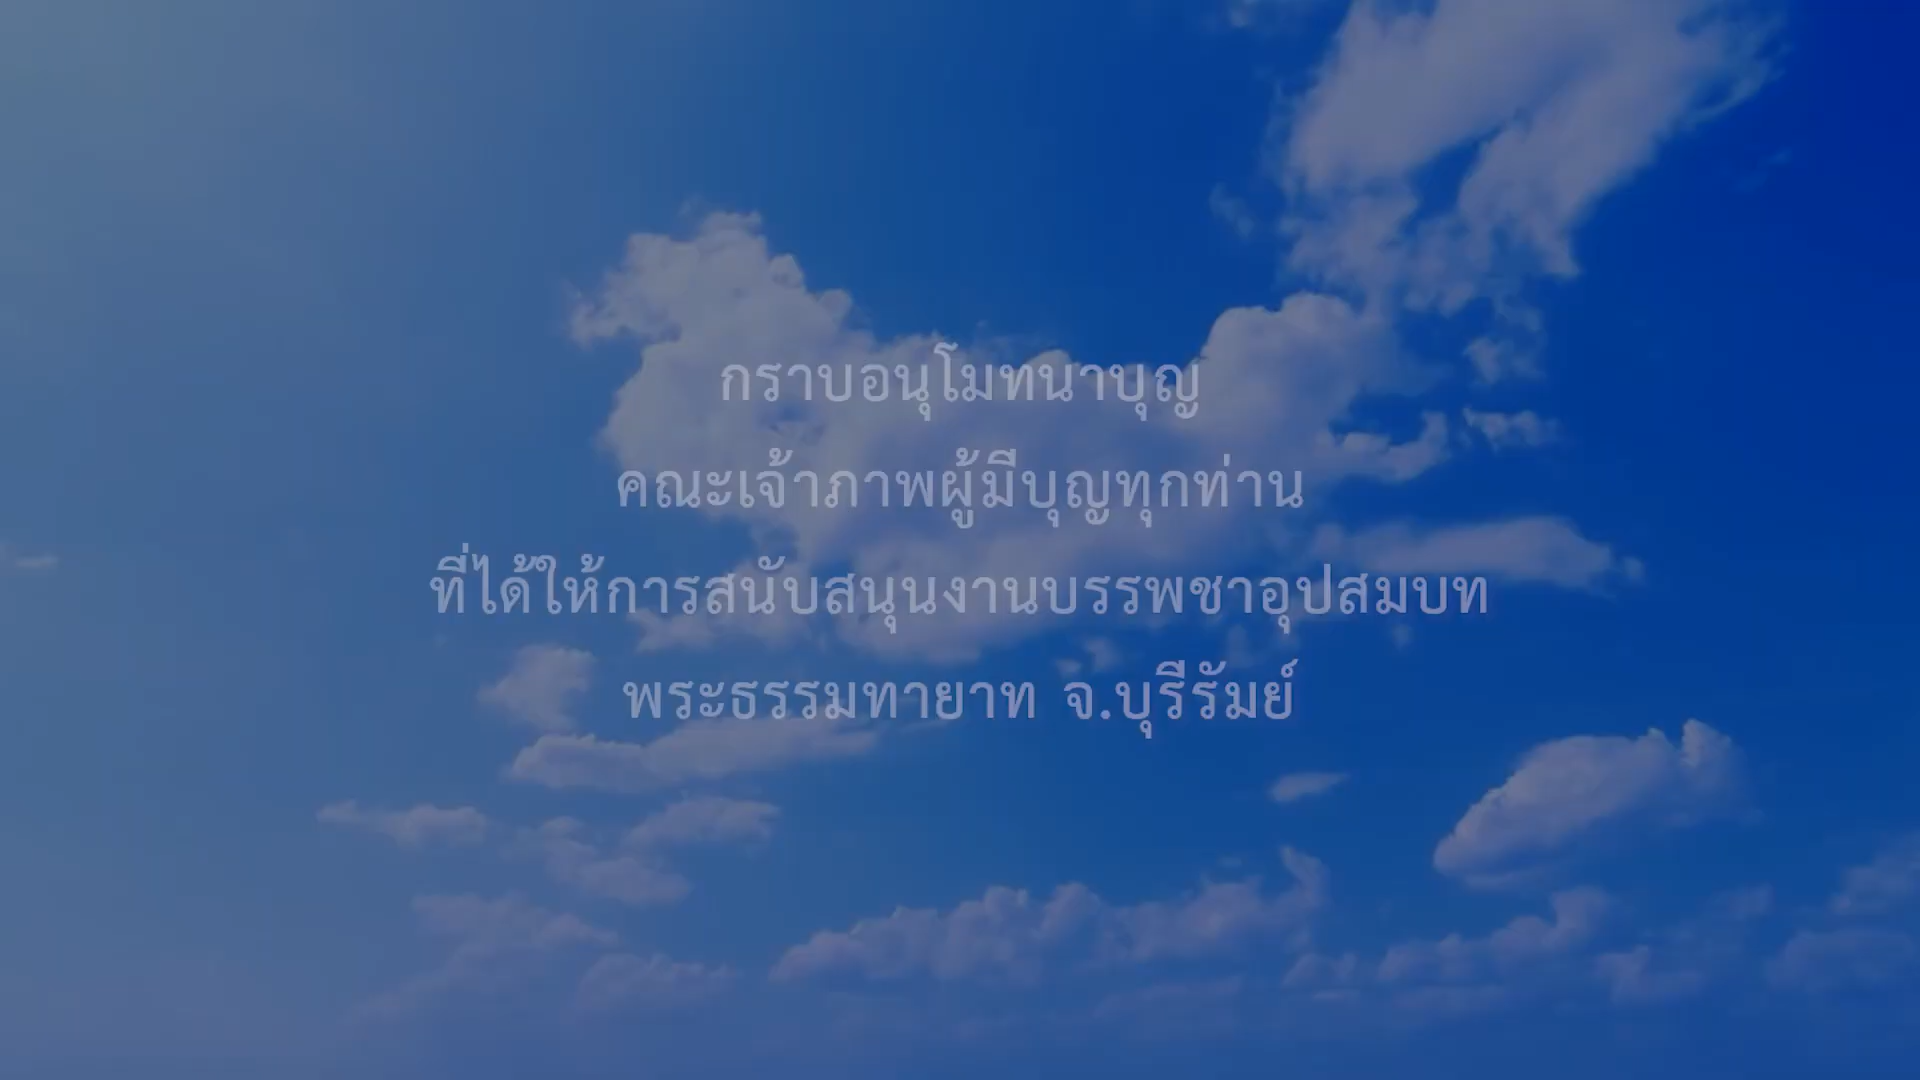 กราบอนุโมทนาบุญ
คณะเจ้าภาพผู้มีบุญทุกท่าน
ที่ได้ให้การสนับสนุนงานบรรพชาอุปสมบท
พระธรรมทายาท จ.บุรีรัมย์